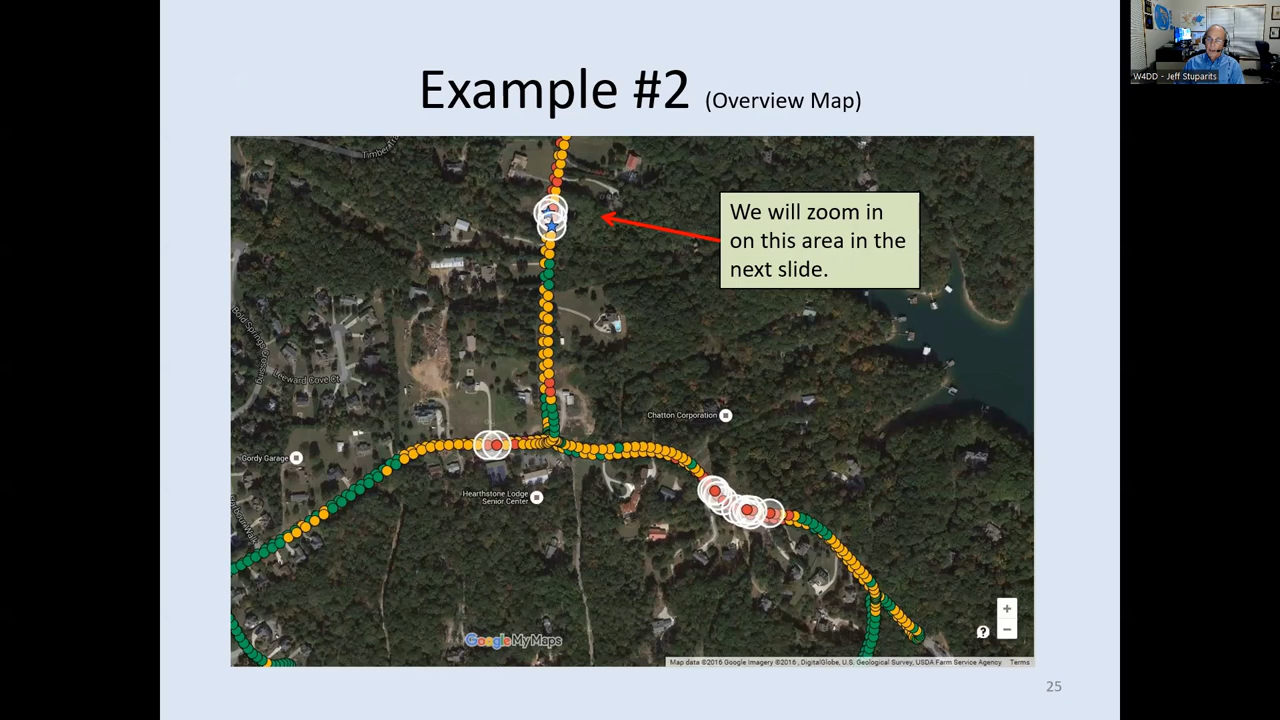 W4DD - Jeff Stuparits
Example #2 (Overview Map)
We will zoom in
on this area in the
next slide.
Leeward Cove Ct
Chatton Corporation
Gordy Garage
Hearthstone Lodge
Senior Center
+
−
?
Google My Maps
Map data ©2016 Google Imagery ©2016 , DigitalGlobe, U.S. Geological Survey, USDA Farm Service Agency Terms
25